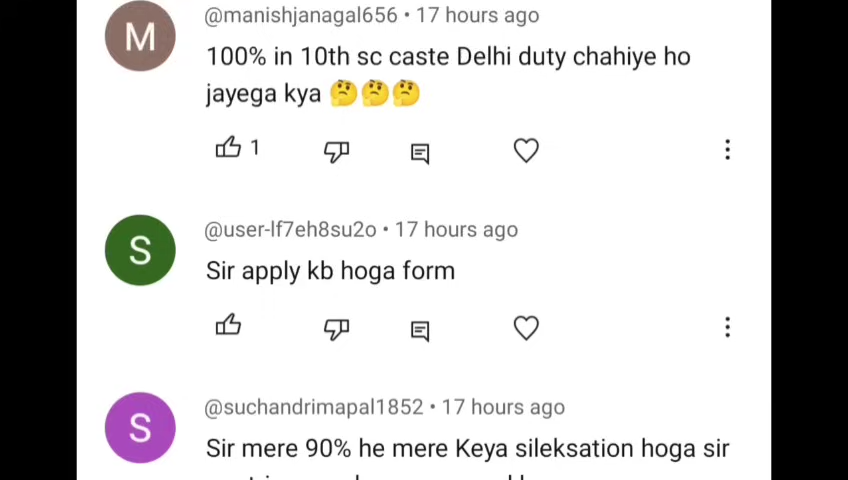 M
@manishjanagal656 • 17 hours ago
100% in 10th sc caste Delhi duty chahiye ho
jayega kya 🤔🤔🤔
1
S
@user-lf7eh8su2o • 17 hours ago
Sir apply kb hoga form
S
@suchandrimapal1852 • 17 hours ago
Sir mere 90% he mere Keya sileksation hoga sir